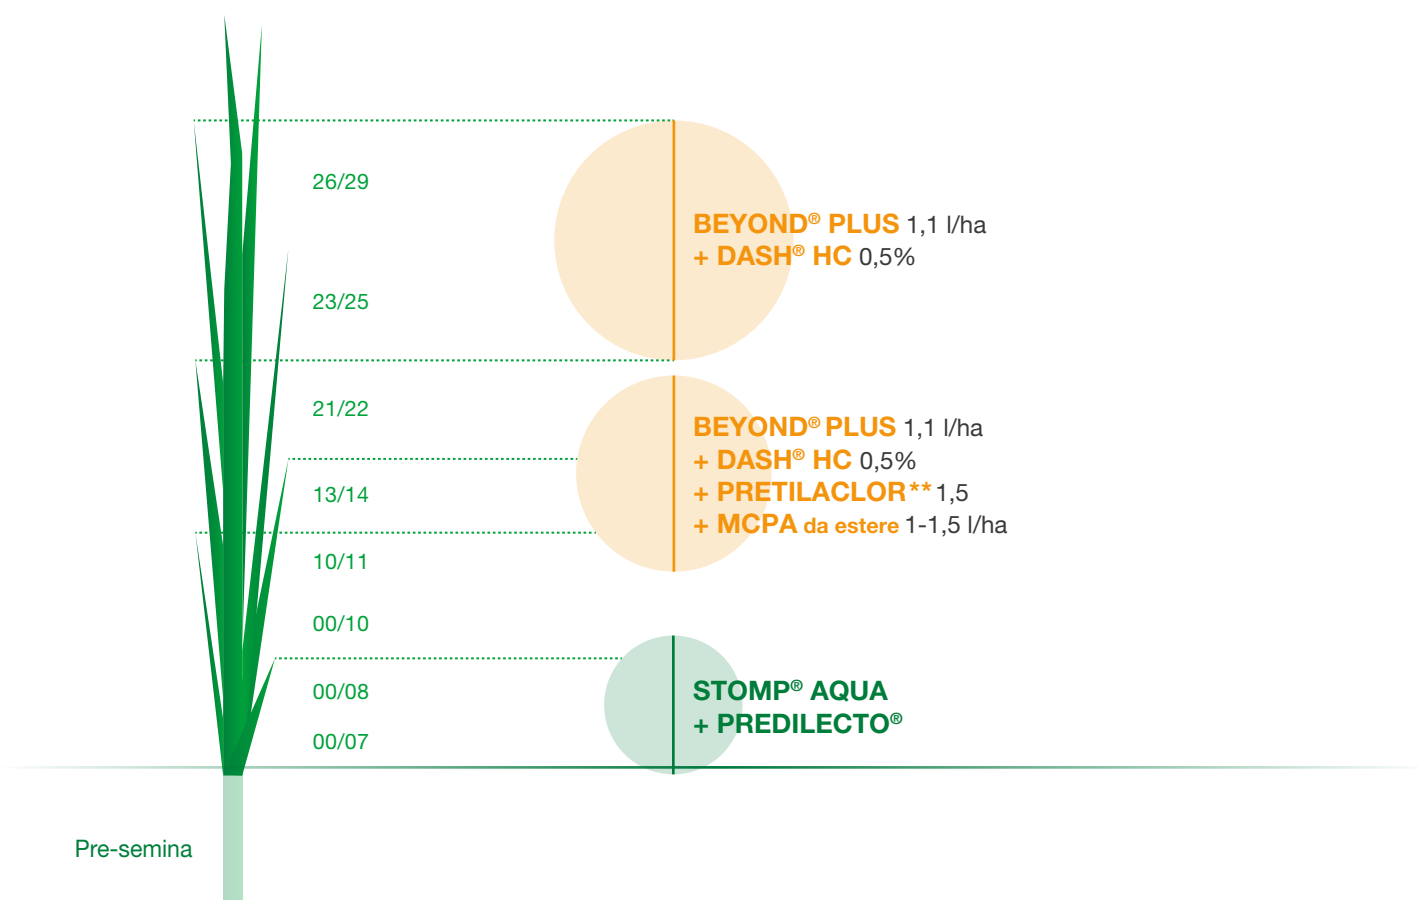 26/29
BEYOND® PLUS 1,1 l/ha
+ DASH® HC 0,5%
23/25
21/22
BEYOND® PLUS 1,1 l/ha
+ DASH® HC 0,5%
13/14
+ PRETILACLOR** 1,5
+ MCPA da estere 1-1,5 l/ha
10/11
00/10
00/08
STOMP® AQUA
+ PREDILECTO®
00/07
Pre-semina